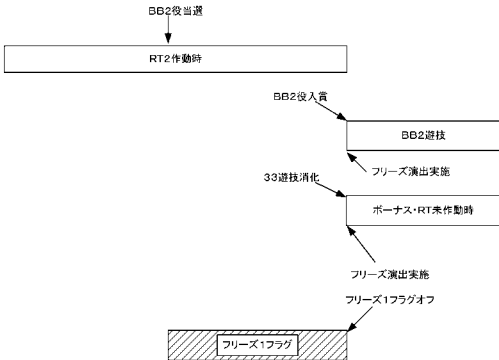 BB2役当選
RT2作動時
BB2役入賞
BB2遊技
フリーズ演出実施
33遊技消化
ボーナス・RT未作動時
フリーズ演出実施
フリーズ1フラグオフ
フリーズ1フラグ